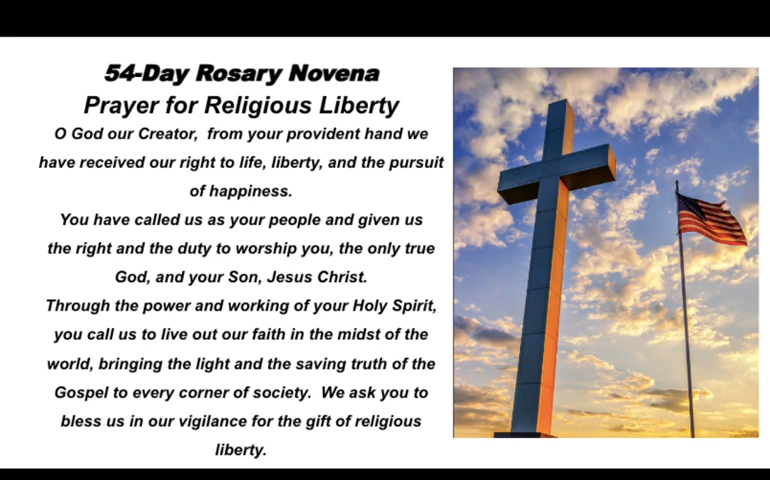 54-Day Rosary Novena
Prayer for Religious Liberty
O God our Creator,  from your provident hand we
have received our right to life, liberty, and the pursuit
of happiness.
You have called us as your people and given us
the right and the duty to worship you, the only true
God, and your Son, Jesus Christ.
Through the power and working of your Holy Spirit,
you call us to live out our faith in the midst of the
world, bringing the light and the saving truth of the
Gospel to every corner of society.  We ask you to
bless us in our vigilance for the gift of religious
liberty.